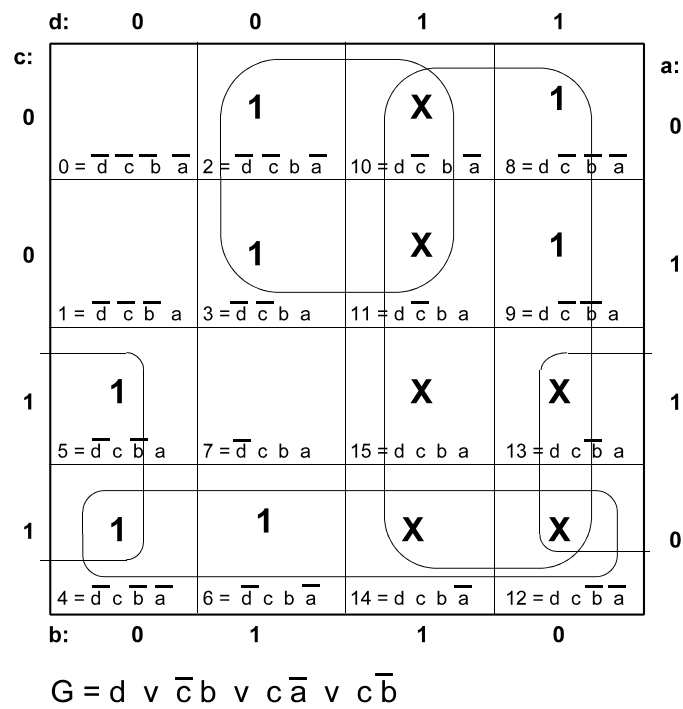 d: 0 0 1 1
c: a:
1 X 1
0 0
0 = d̅ c̅ b̅ a̅ 2 = d̅ c̅ b a̅ 10 = d c̅ b a̅ 8 = d c̅ b̅ a̅
0 1 X 1 1
1 = d̅ c̅ b̅ a 3 = d̅ c̅ b a 11 = d c̅ b a 9 = d c̅ b̅ a
1 1 X X 1
5 = d̅ c b̅ a 7 = d̅ c b a 15 = d c b a 13 = d c b̅ a
1 1 1 X X 0
4 = d̅ c b̅ a̅ 6 = d̅ c b a̅ 14 = d c b a̅ 12 = d c b̅ a̅
b: 0 1 1 0
G = d v c̅ b v c a̅ v c b̅